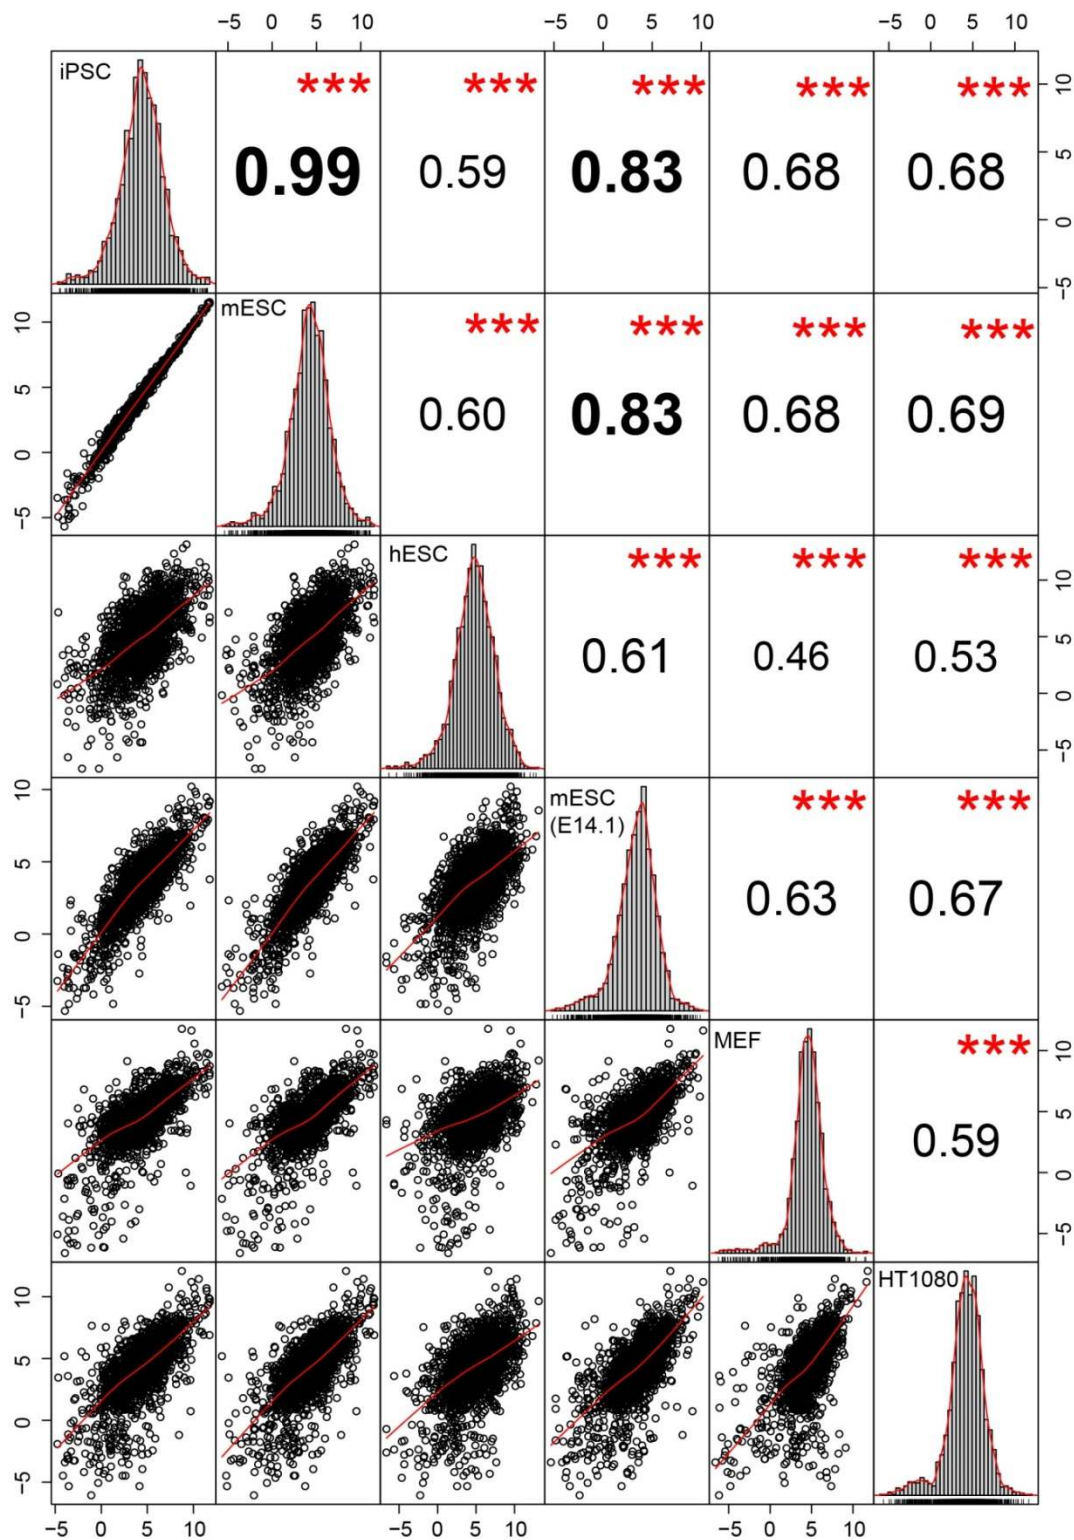 −5 0 5 10 −5 0 5 10 −5 0 5 10
iPSC *** *** *** *** ***
0.99 0.59 0.83 0.68 0.68
−5 0 5 10
mESC *** *** *** ***
0.60 0.83 0.68 0.69
−5 0 5 10
hESC *** *** ***
0.61 0.46 0.53
−5 0 5 10
mESC *** ***
(E14.1)
0.63 0.67
−5 0 5 10
MEF ***
0.59
−5 0 5 10
HT1080
−5 0 5 10
−5 0 5 10 −5 0 5 10 −5 0 5 10